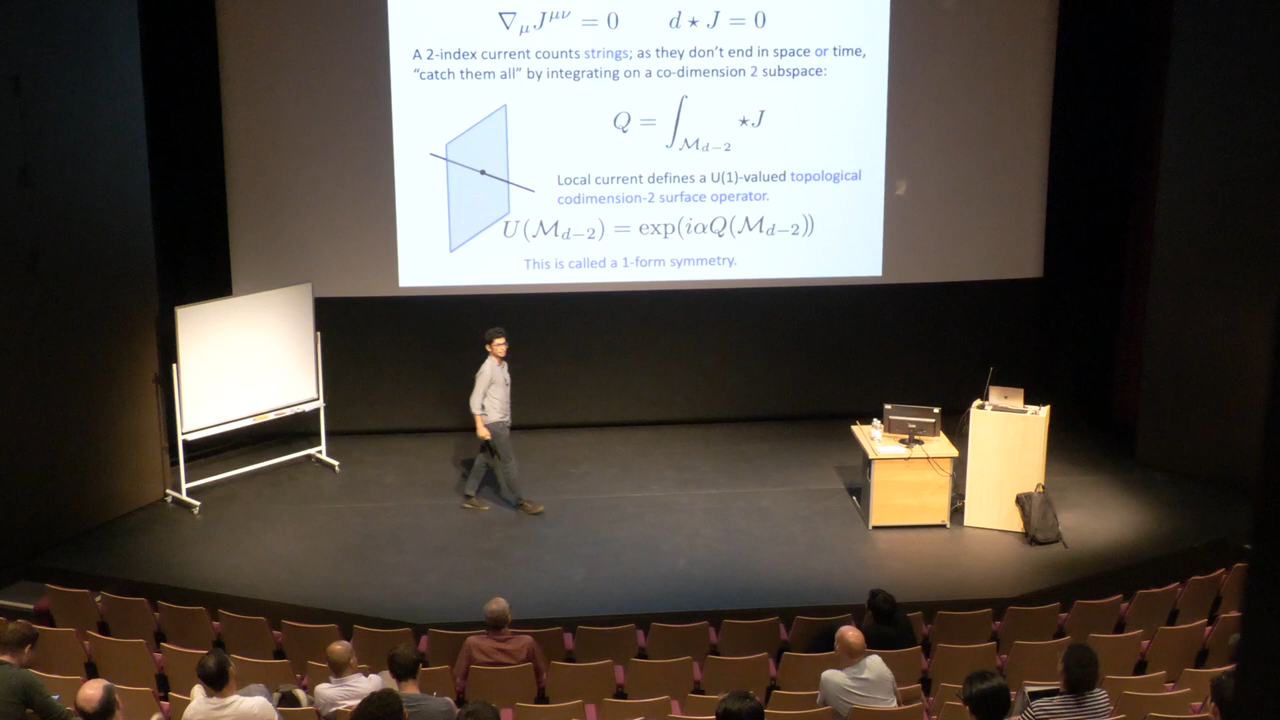 ∇_μ J^{μν} = 0    d ⋆ J = 0
A 2-index current counts strings; as they don't end in space or time,
"catch them all" by integrating on a co-dimension 2 subspace:
Q = ∫_{M_{d−2}} ⋆J
Local current defines a U(1)-valued topological
codimension-2 surface operator.
U(M_{d−2}) = exp(iαQ(M_{d−2}))
This is called a 1-form symmetry.